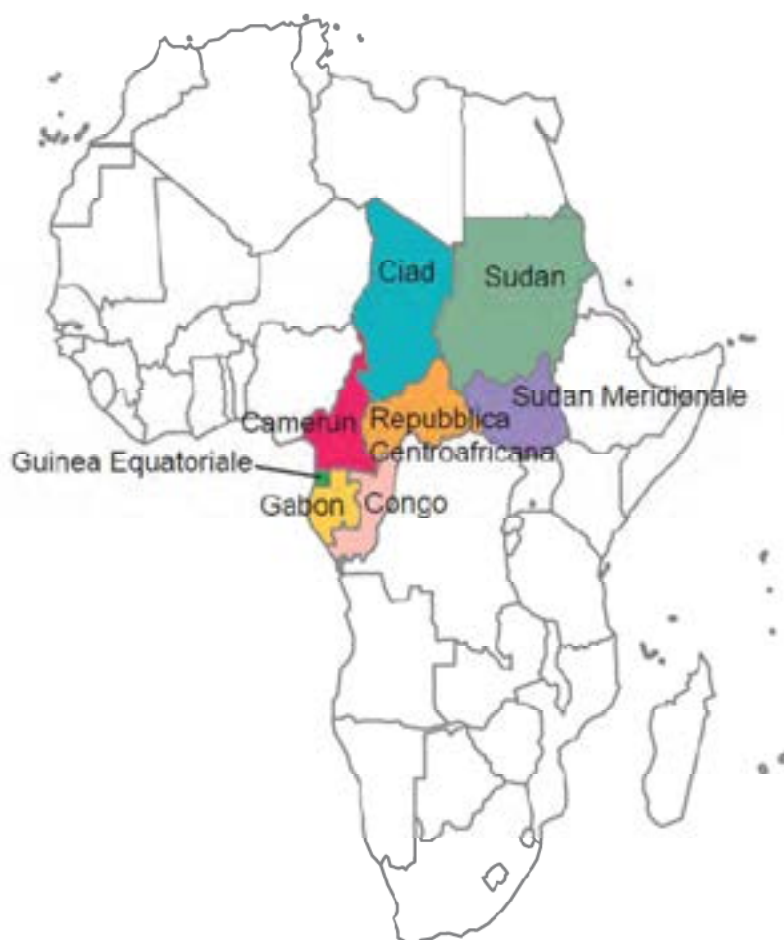 Ciad
Sudan
Sudan Meridionale
Camerun
Repubblica
Centroafricana
Guinea Equatoriale
Gabon
Congo